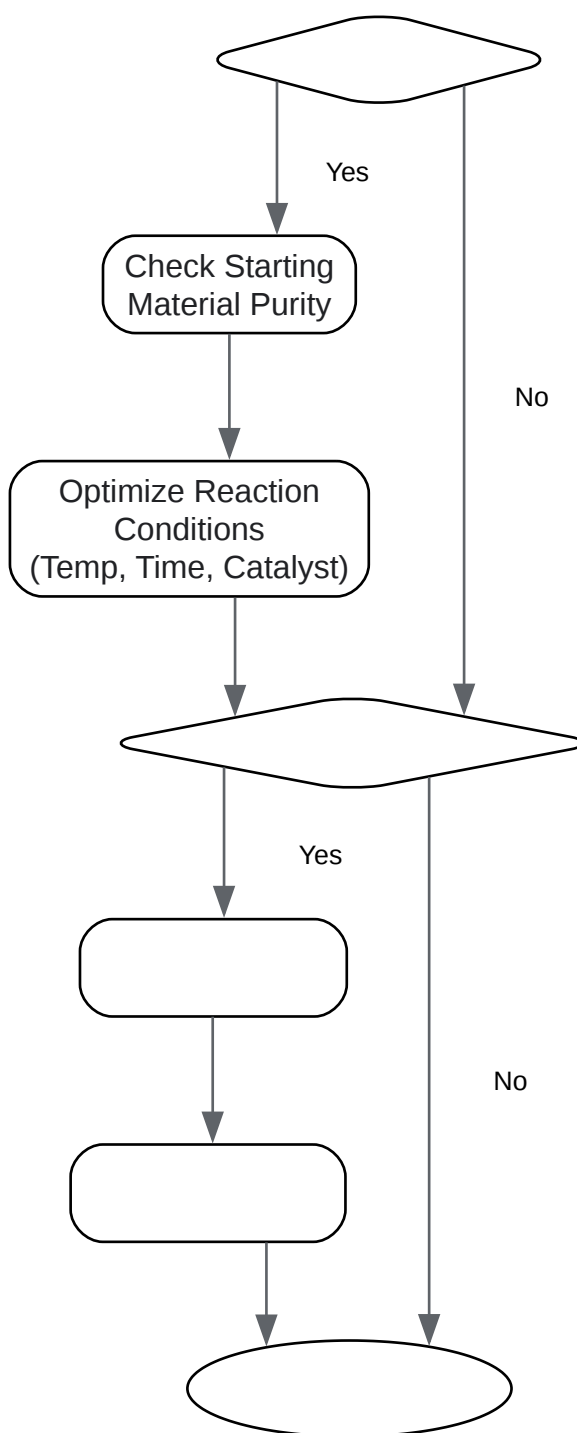 Yes
Check Starting
Material Purity
No
Optimize Reaction
Conditions
(Temp, Time, Catalyst)
Yes
No